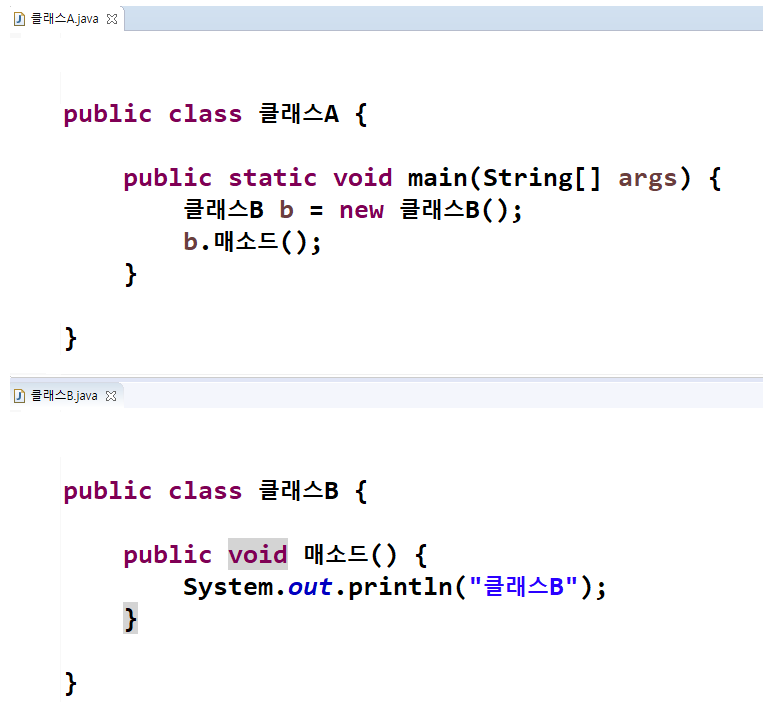 클래스A.java
public class 클래스A {
public static void main(String[] args) {
클래스B b = new 클래스B();
b.매소드();
}
}
클래스B.java
public class 클래스B {
public void 매소드() {
System.out.println("클래스B");
}
}